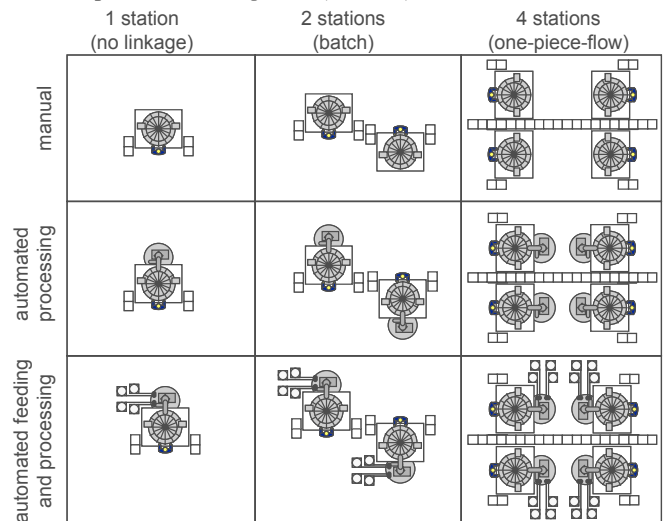 1 station
(no linkage)
2 stations
(batch)
4 stations
(one-piece-flow)
manual
automated
processing
automated feeding
and processing